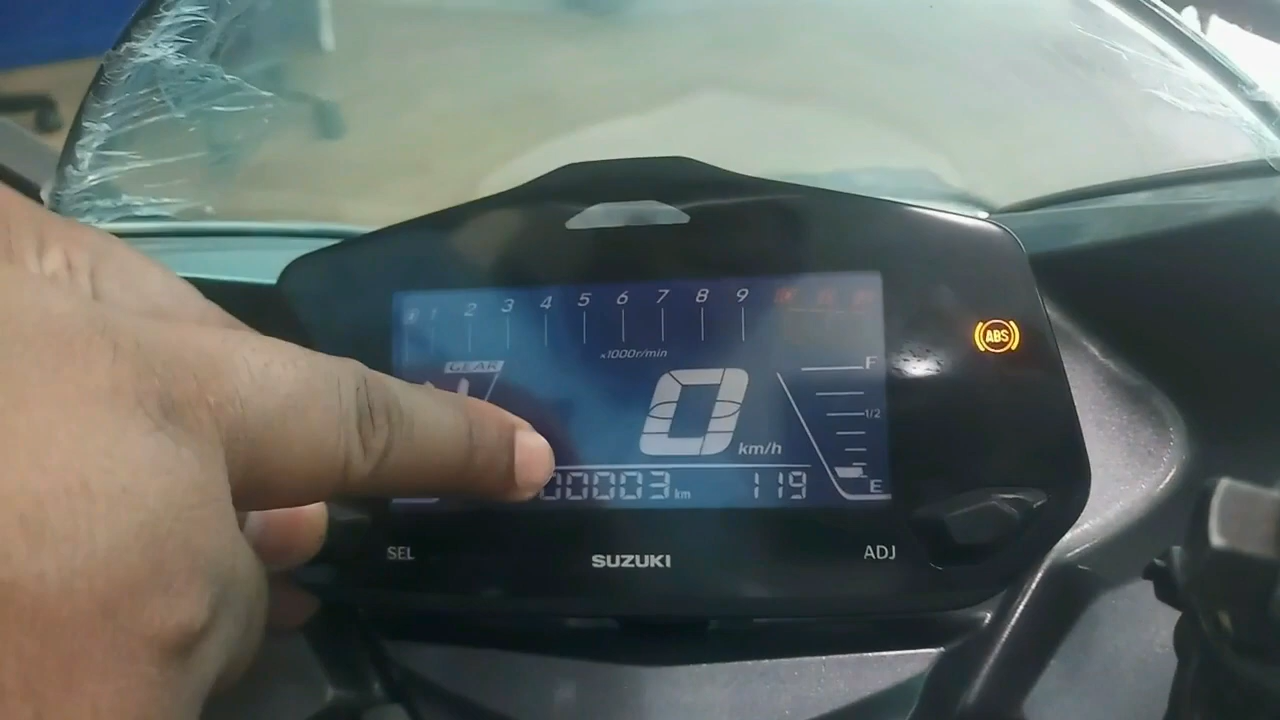 1 2 3 4 5 6 7 8 9
x1000r/min
GEAR
F
ABS
1/2
0 km/h
E
00003 km 119
SEL
SUZUKI
ADJ